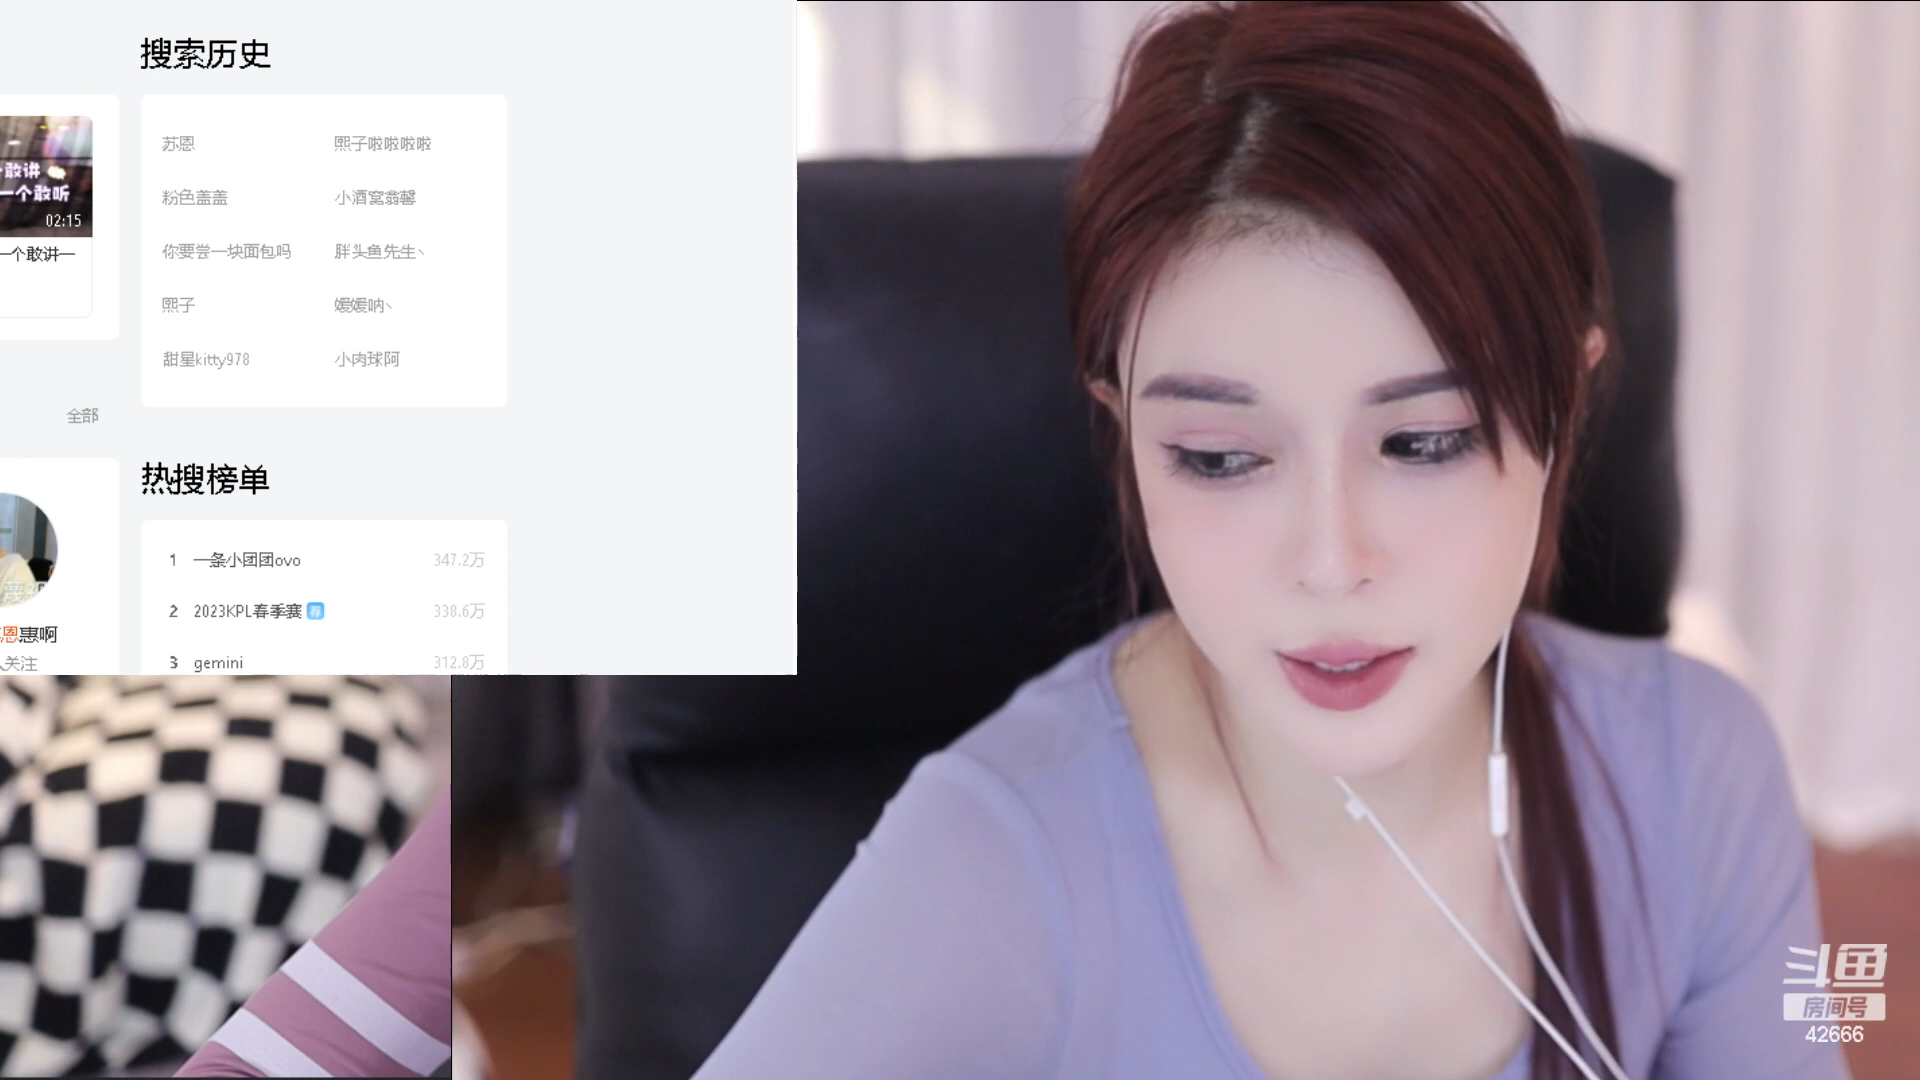 搜索历史
敢讲
一个敢听
02:15
一个敢讲一
苏恩
熙子啦啦啦啦
粉色盖盖
小酒窝翁馨
你要尝一块面包吗
胖头鱼先生丶
熙子
媛媛呐丶
甜星kitty978
小肉球阿
全部
热搜榜单
1 一条小团团ovo 347.2万
2 2023KPL春季赛 荐 338.6万
3 gemini 312.8万
恩惠啊
人关注
斗鱼
房间号
42666